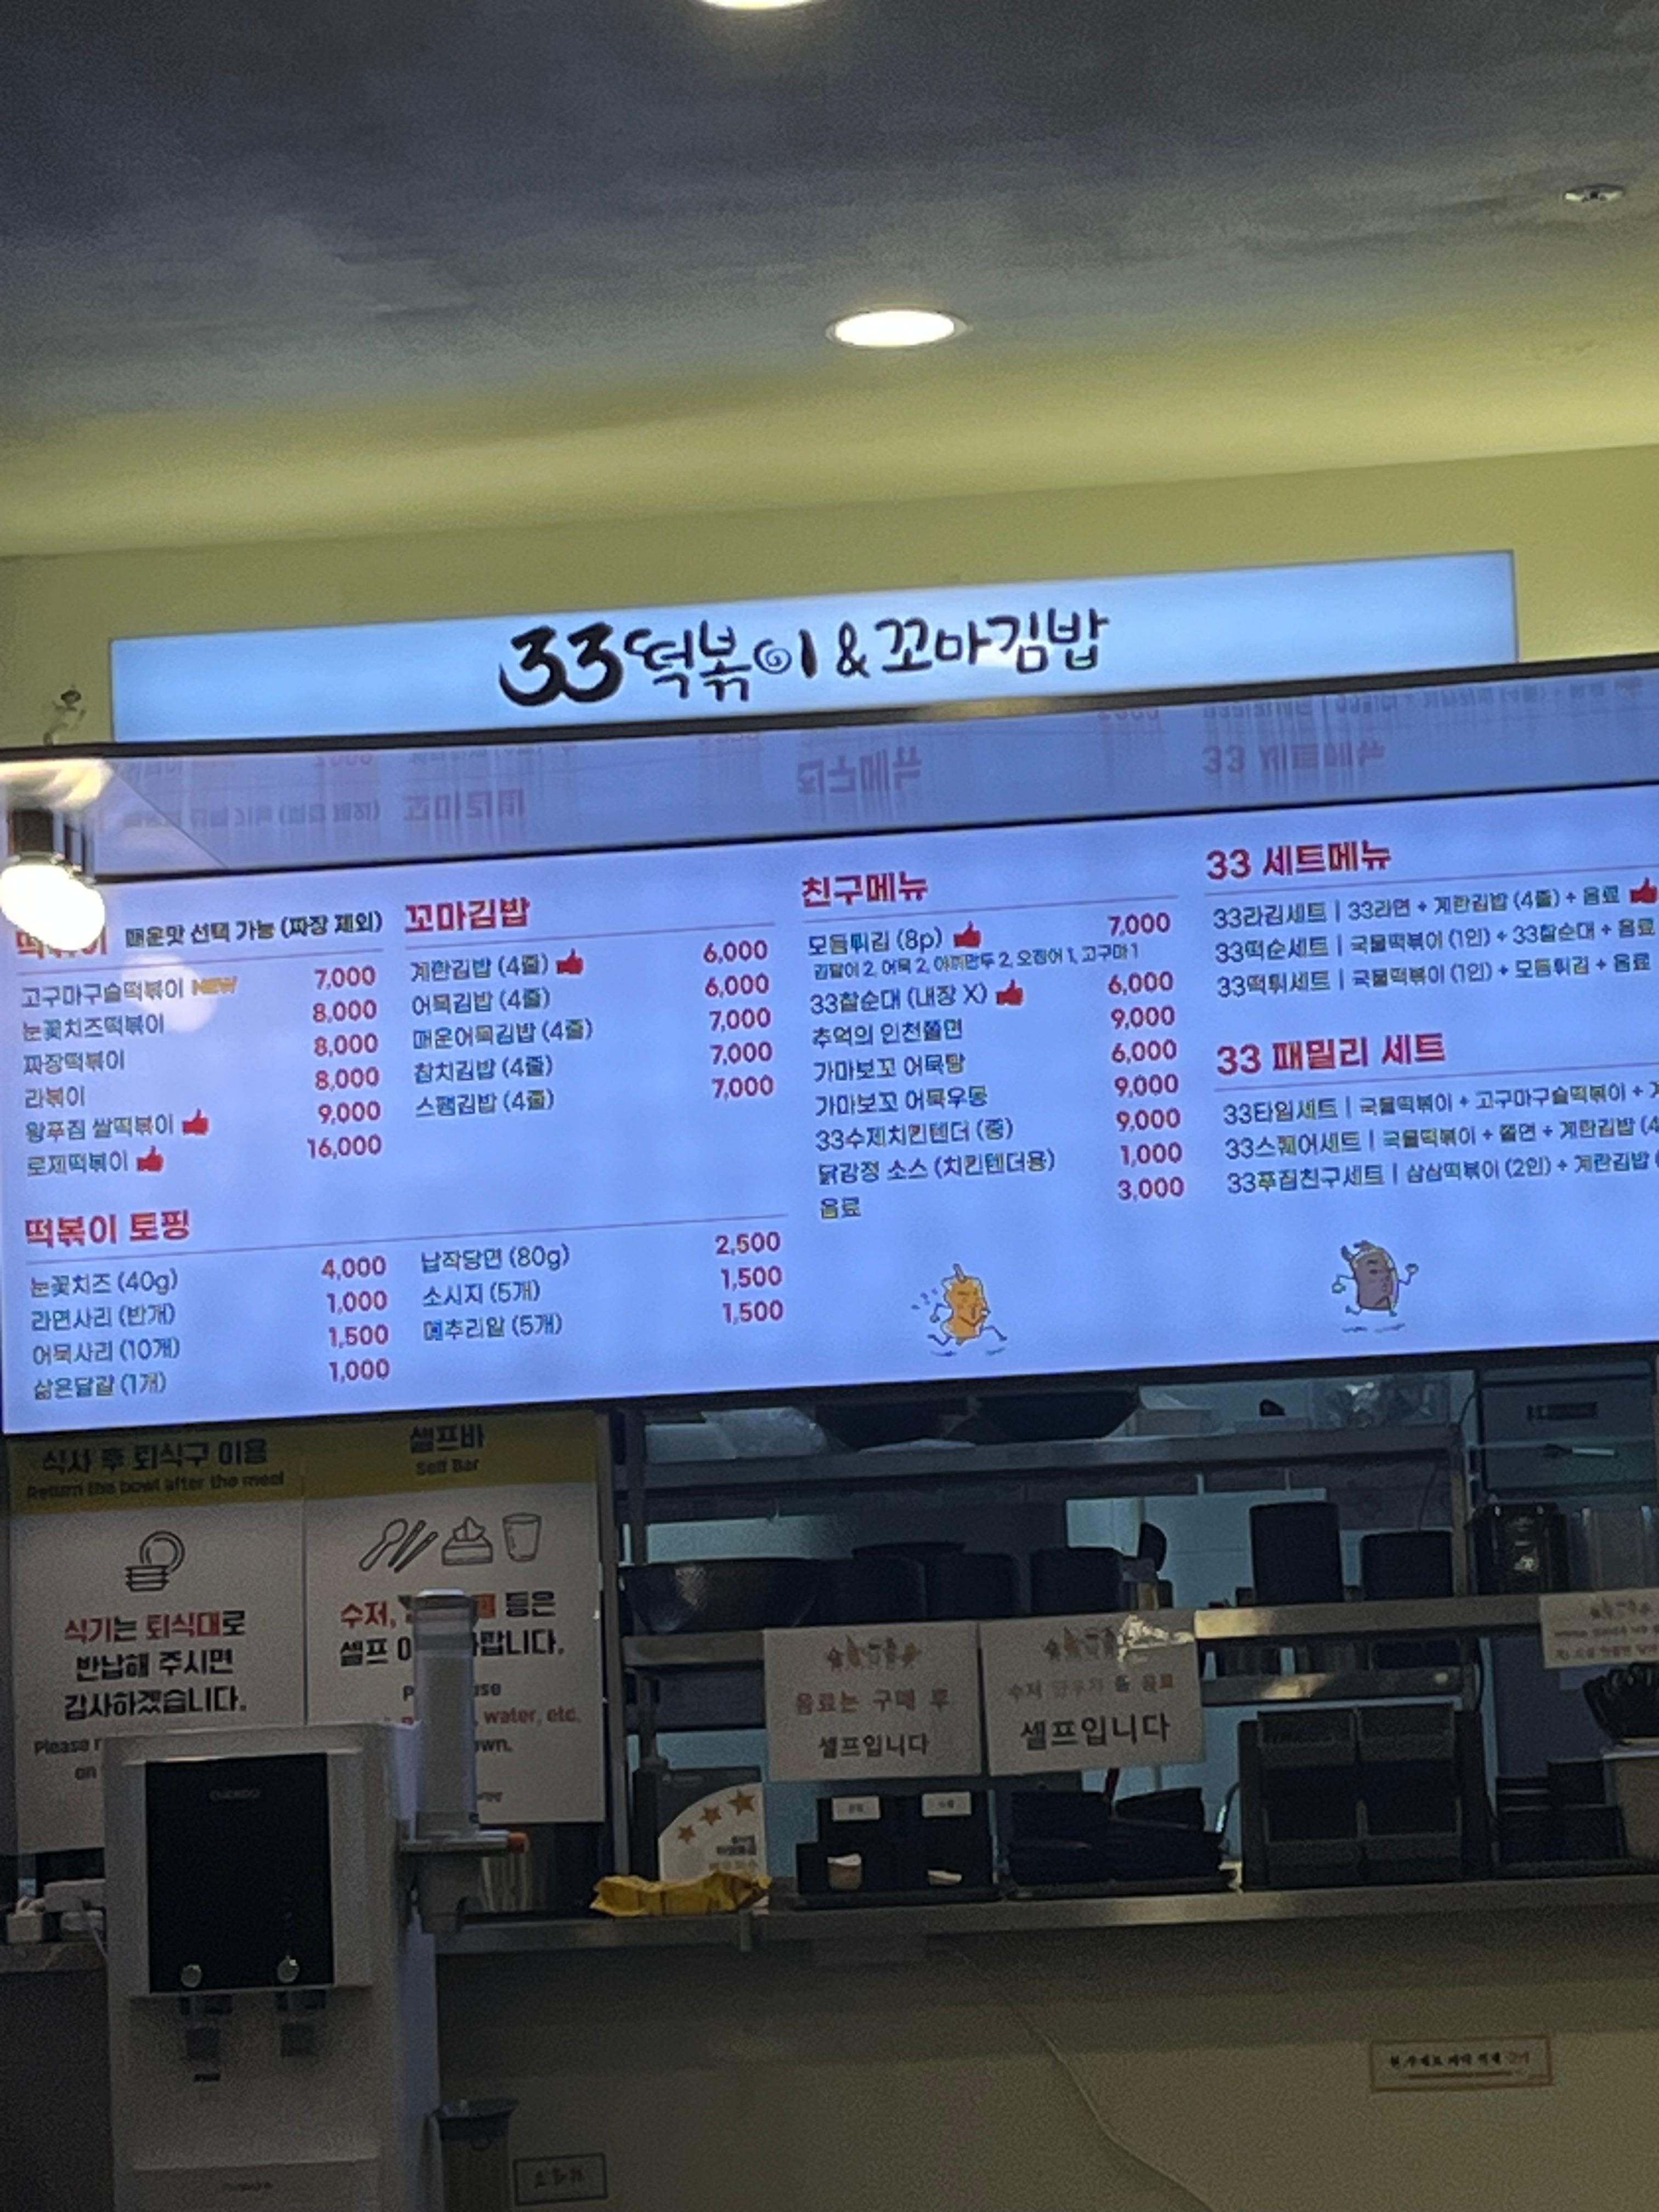 33떡볶이&꼬마김밥
떡볶이 매운맛 선택 가능 (짜장 제외)
고구마구슬떡볶이 NEW 7,000
눈꽃치즈떡볶이 8,000
짜장떡볶이 8,000
라볶이 8,000
왕푸짐 쌀떡볶이 9,000
로제떡볶이 16,000
꼬마김밥
계란김밥 (4줄) 6,000
어묵김밥 (4줄) 6,000
매운어묵김밥 (4줄) 7,000
참치김밥 (4줄) 7,000
스팸김밥 (4줄) 7,000
떡볶이 토핑
눈꽃치즈 (40g) 4,000
라면사리 (반개) 1,000
어묵사리 (10개) 1,500
삶은달걀 (1개) 1,000
납작당면 (80g) 2,500
소시지 (5개) 1,500
메추리알 (5개) 1,500
친구메뉴
모듬튀김 (8p) 7,000
김말이 2, 어묵 2, 야끼만두 2, 오징어 1, 고구마 1
33찰순대 (내장 X) 6,000
추억의 인천쫄면 9,000
가마보꼬 어묵탕 6,000
가마보꼬 어묵우동 9,000
33수제치킨텐더 (중) 9,000
닭강정 소스 (치킨텐더용) 1,000
음료 3,000
33 세트메뉴
33라김세트 | 33라면 + 계란김밥 (4줄) + 음료
33떡순세트 | 국물떡볶이 (1인) + 33찰순대 + 음료
33떡튀세트 | 국물떡볶이 (1인) + 모듬튀김 + 음료
33 패밀리 세트
33타임세트 | 국물떡볶이 + 고구마구슬떡볶이 +
33스퀘어세트 | 국물떡볶이 + 쫄면 + 계란김밥 (4
33푸짐친구세트 | 삼삼떡볶이 (2인) + 계란김밥 (
식사 후 퇴식구 이용
Return the bowl after the meal
식기는 퇴식대로
반납해 주시면
감사하겠습니다.
Please
on
셀프바
Self Bar
수저, 등은
셀프
water, etc.
음료는 구매 후
셀프입니다
수저
셀프입니다
CUCKOO